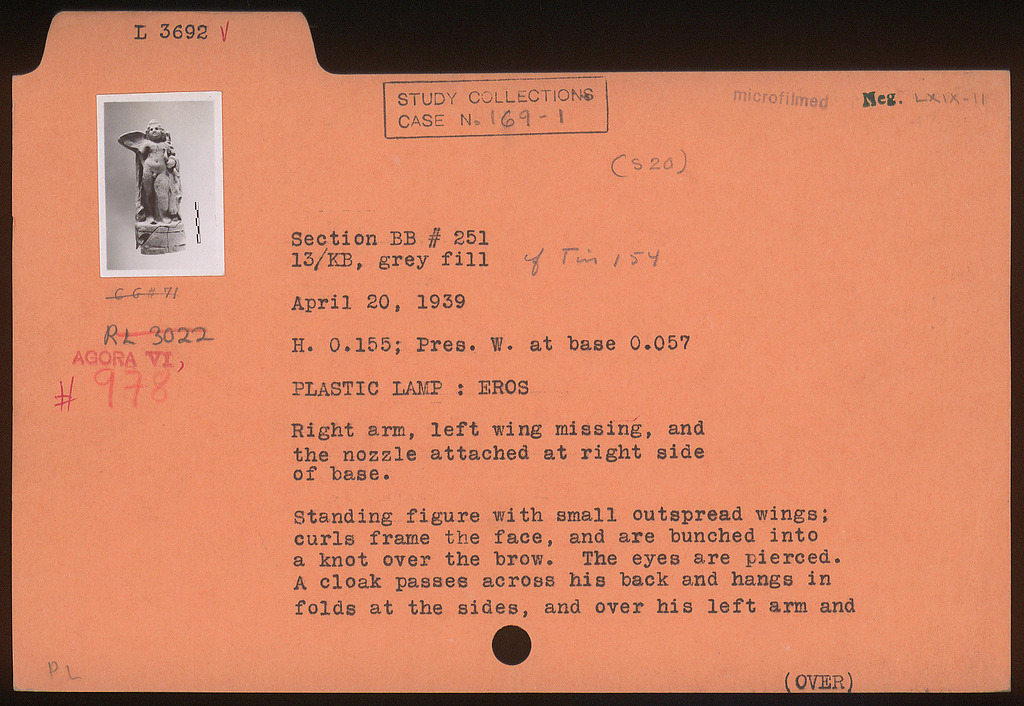 L 3692 V
STUDY COLLECTIONS
CASE No 169-1
microfilmed
Neg. LXIX-11
(S 20)
Section BB # 251
13/KB, grey fill
April 20, 1939
H. 0.155; Pres. W. at base 0.057
PLASTIC LAMP : EROS
Right arm, left wing missing, and
the nozzle attached at right side
of base.
Standing figure with small outspread wings;
curls frame the face, and are bunched into
a knot over the brow. The eyes are pierced.
A cloak passes across his back and hangs in
folds at the sides, and over his left arm and
(OVER)
C G # 71
RL 3022
AGORA VI,
# 978
PL